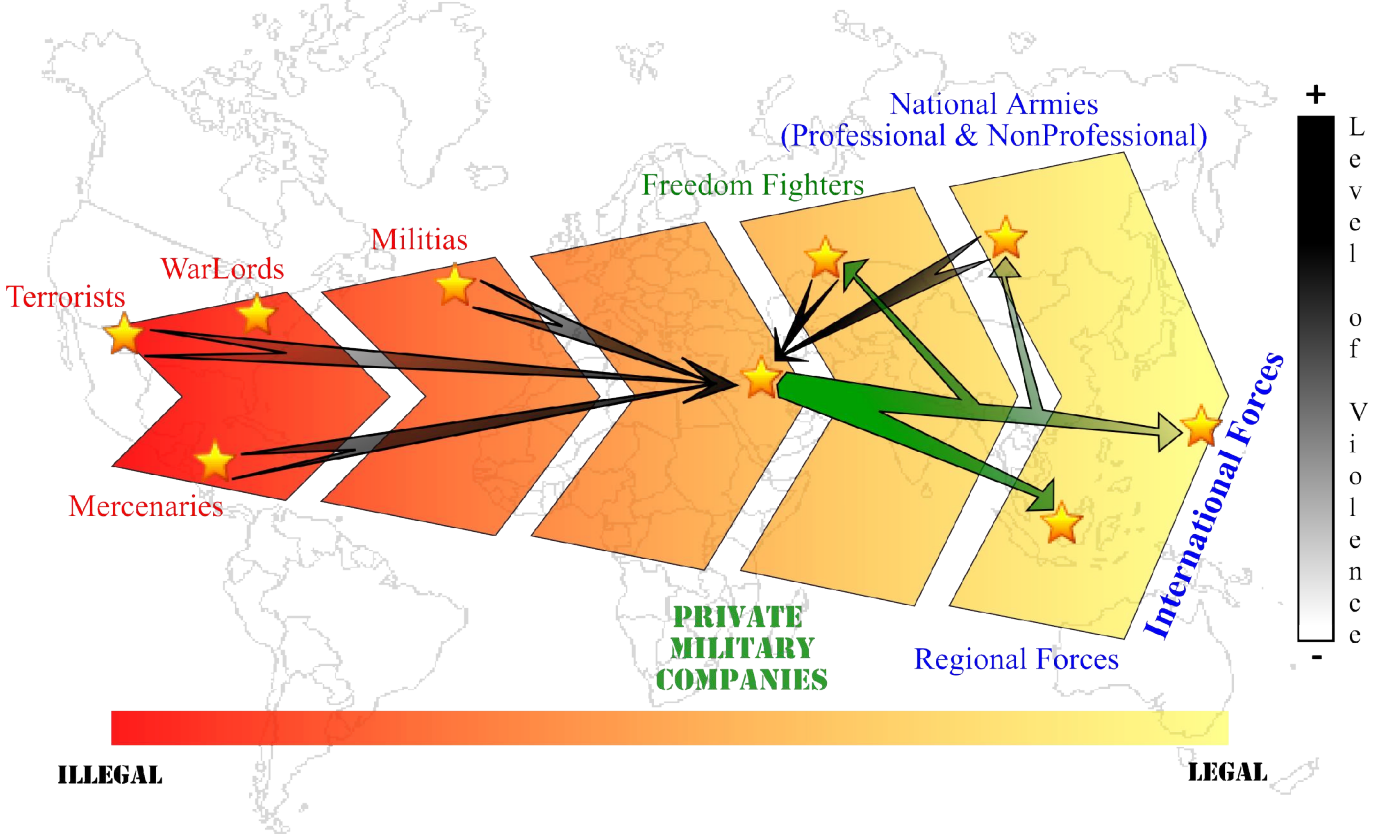 National Armies
(Professional & NonProfessional)
Freedom Fighters
Militias
WarLords
Terrorists
Mercenaries
International Forces
Regional Forces
PRIVATE
MILITARY
COMPANIES
ILLEGAL
LEGAL
+
Level of Violence
-